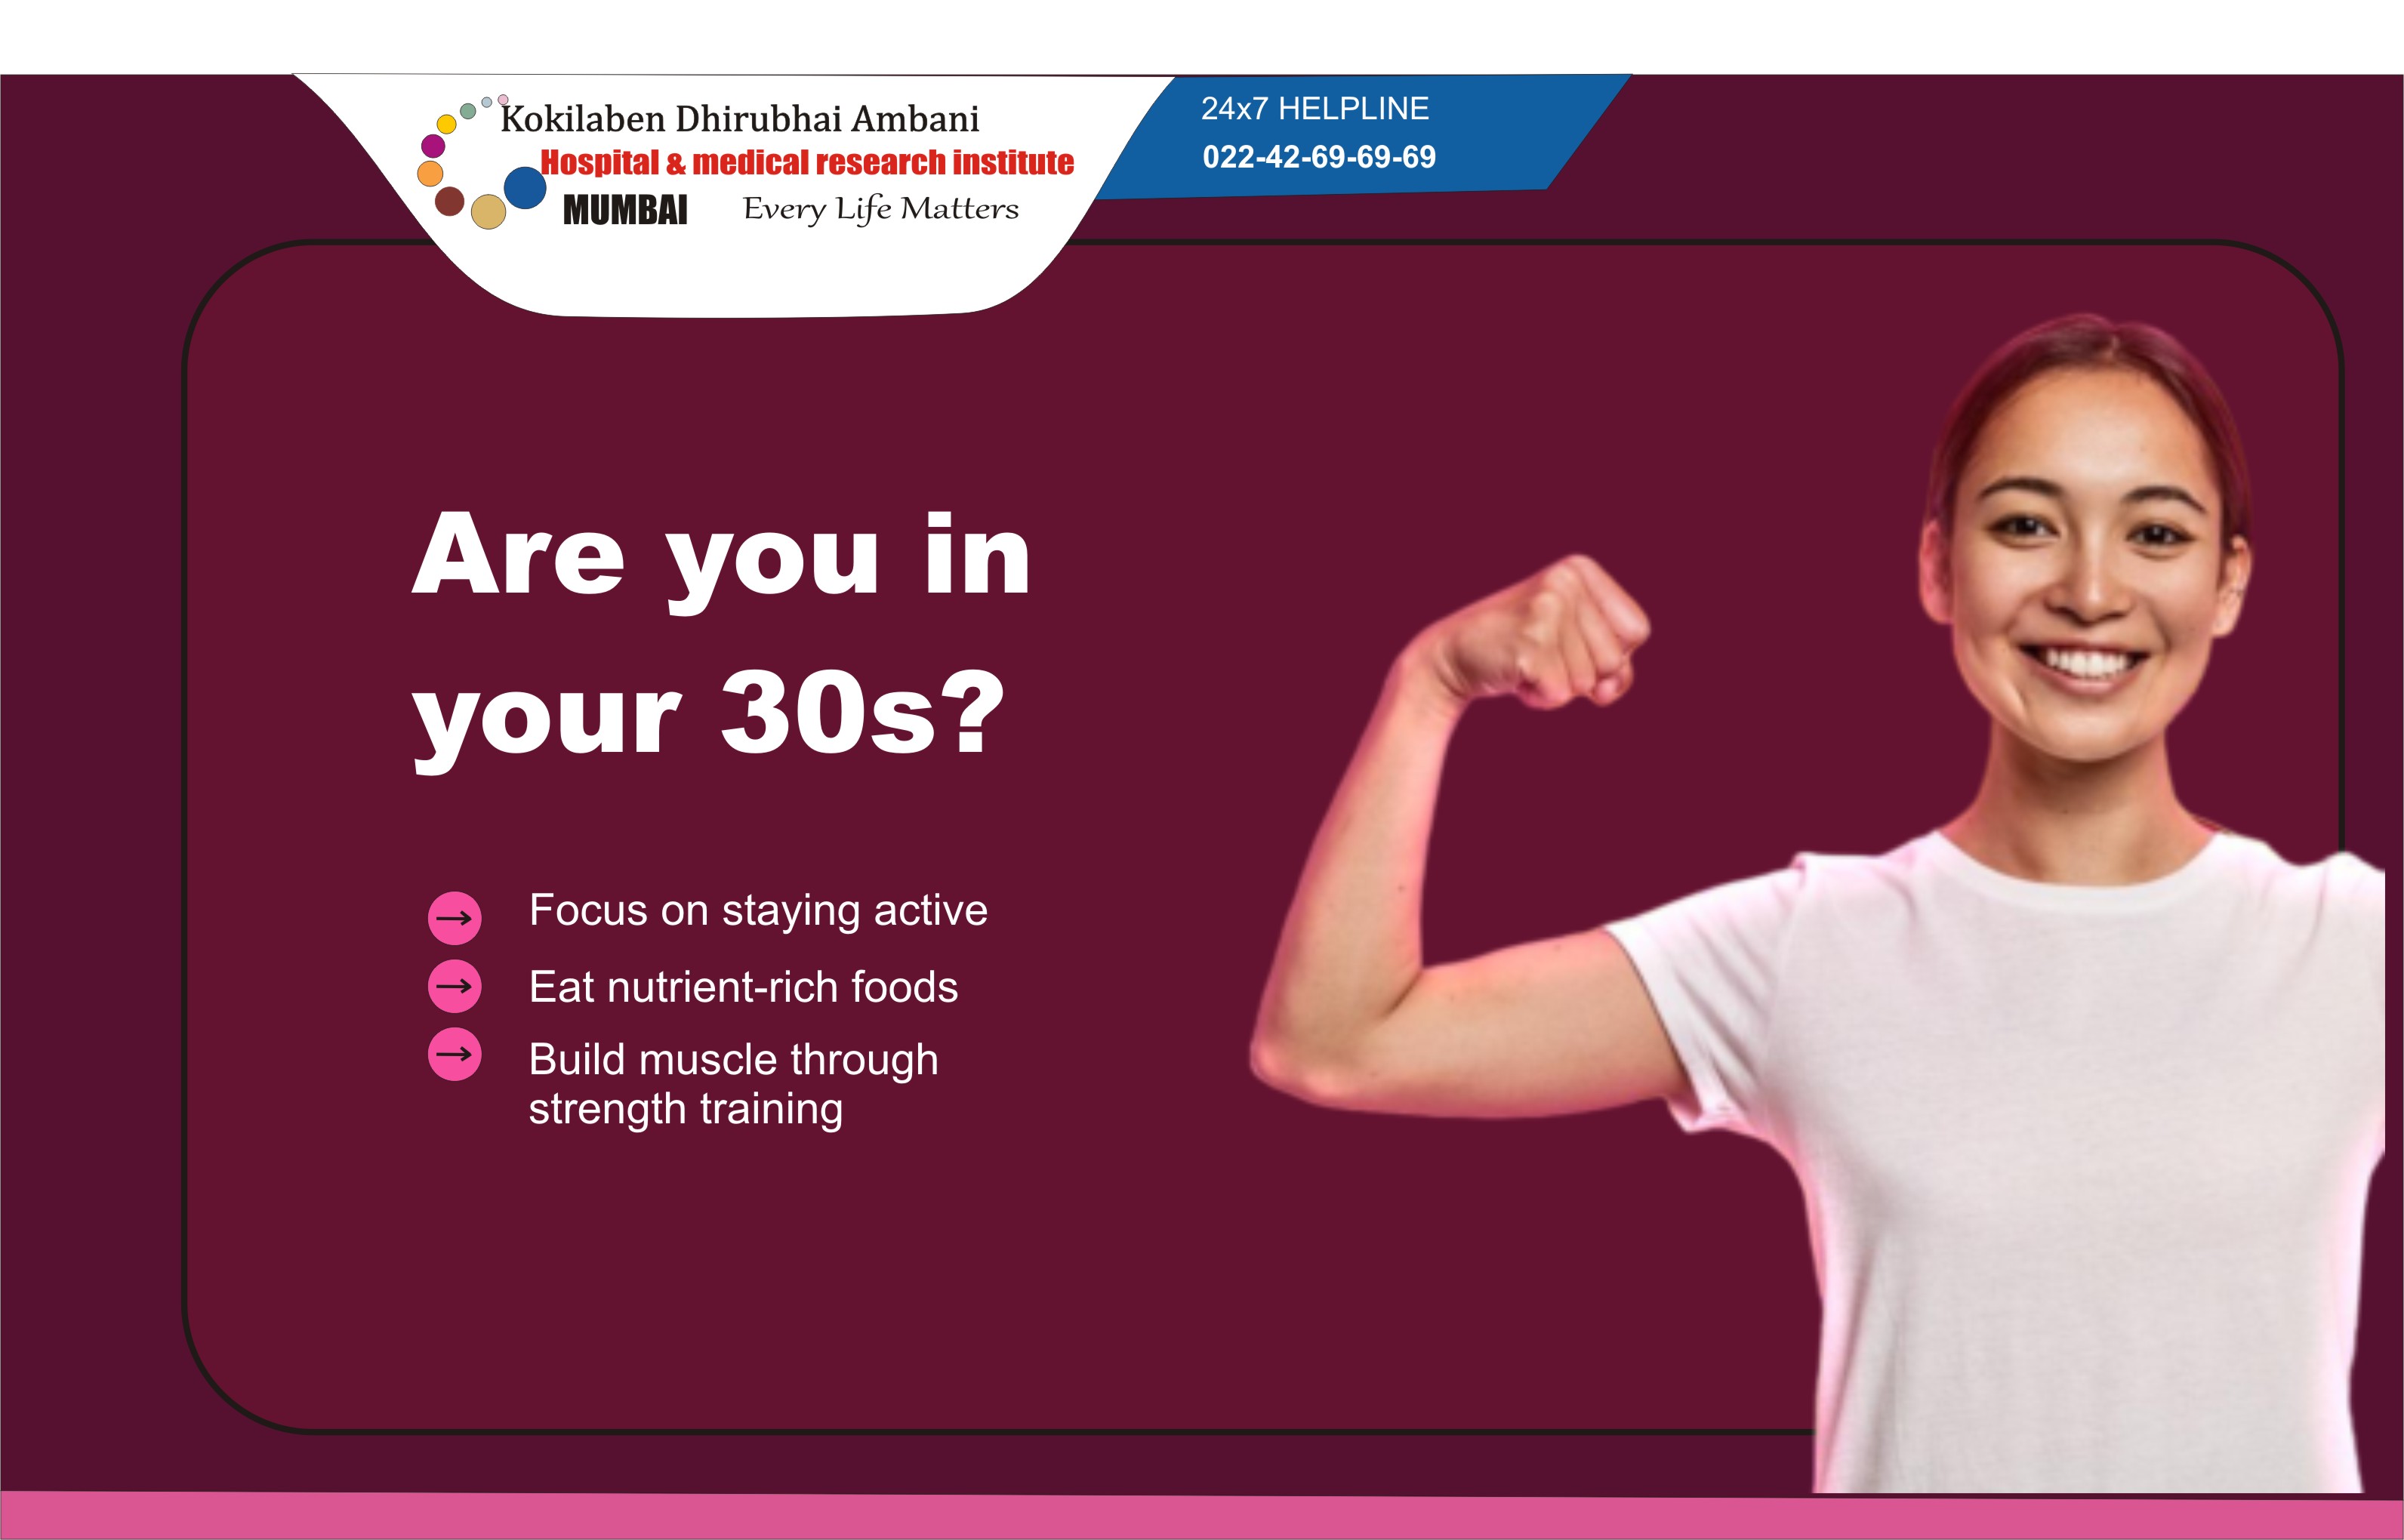 Kokilaben Dhirubhai Ambani
Hospital & medical research institute
MUMBAI Every Life Matters
24x7 HELPLINE
022-42-69-69-69
Are you in
your 30s?
Focus on staying active
Eat nutrient-rich foods
Build muscle through
strength training